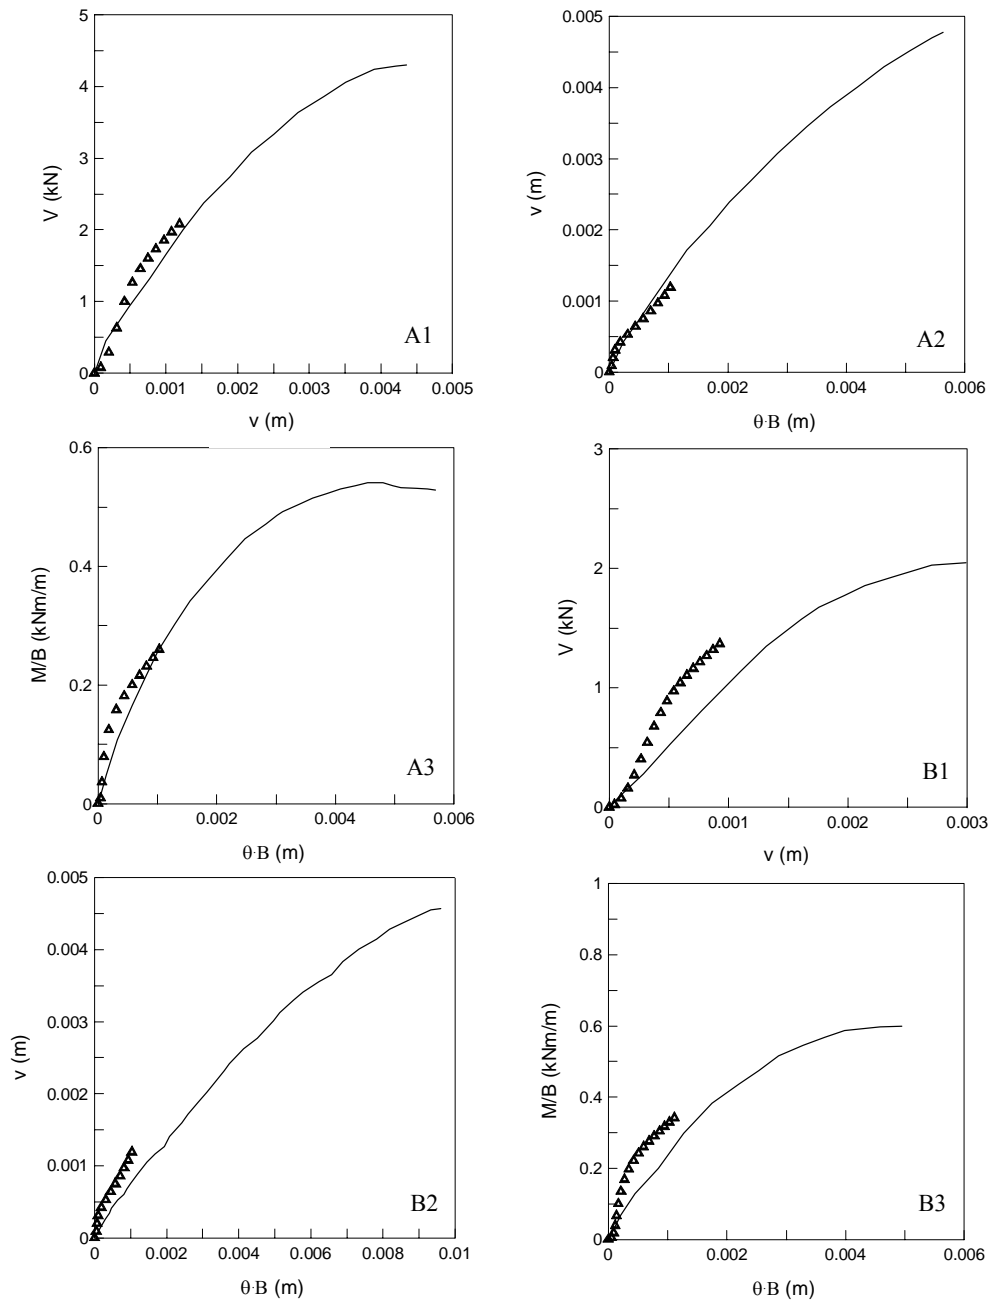 5
4
3
2
1
0
V (kN)
A1
0 0.001 0.002 0.003 0.004 0.005
v (m)
0.005
0.004
0.003
0.002
0.001
0
v (m)
A2
0 0.002 0.004 0.006
θ·B (m)
0.6
0.4
0.2
0
M/B (kNm/m)
A3
0 0.002 0.004 0.006
θ·B (m)
3
2
1
0
V (kN)
B1
0 0.001 0.002 0.003
v (m)
0.005
0.004
0.003
0.002
0.001
0
v (m)
B2
0 0.002 0.004 0.006 0.008 0.01
θ·B (m)
1
0.8
0.6
0.4
0.2
0
M/B (kNm/m)
B3
0 0.002 0.004 0.006
θ·B (m)